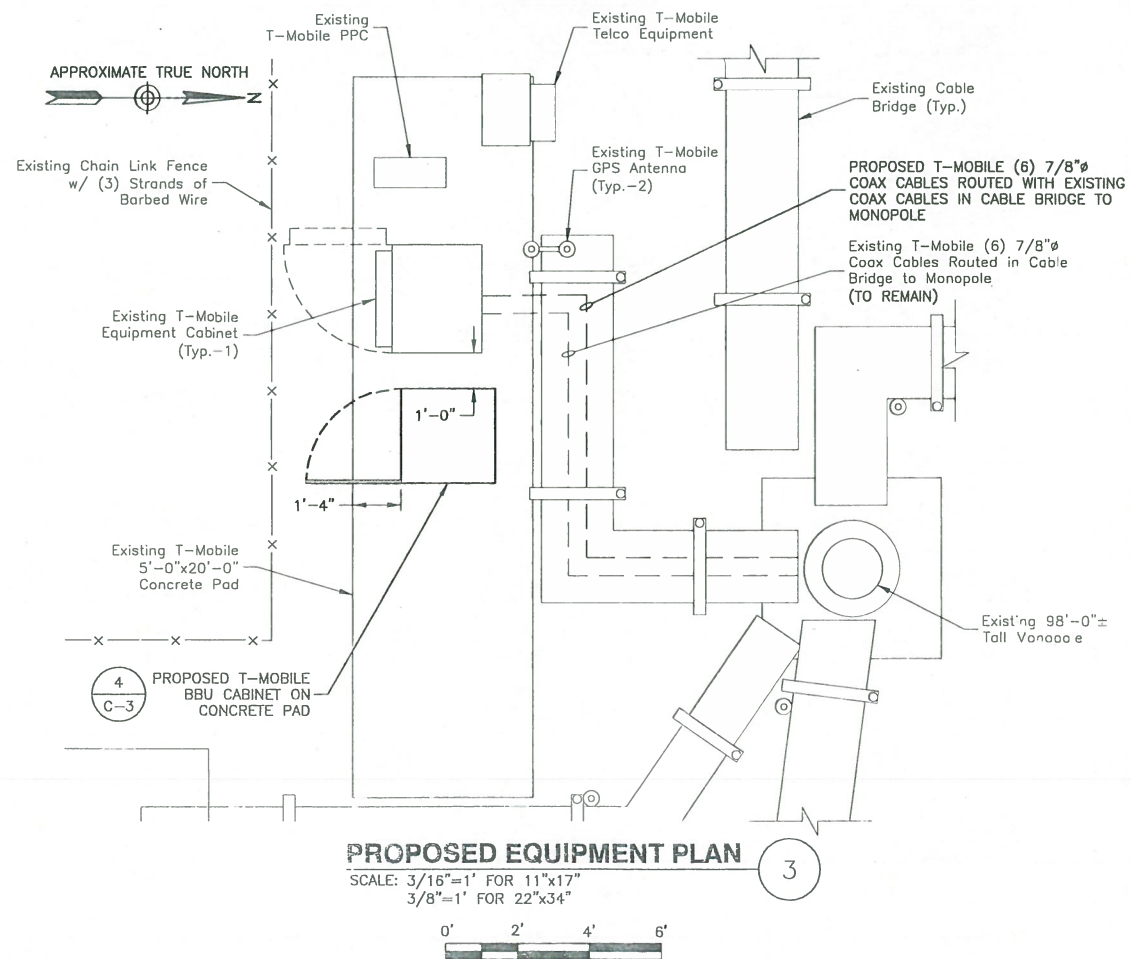 Existing
T-Mobile PPC
Existing T-Mobile
Telco Equipment
APPROXIMATE TRUE NORTH
N
Existing Cable
Bridge (Typ.)
Existing Chain Link Fence
w/ (3) Strands of
Barbed Wire
Existing T-Mobile
GPS Antenna
(Typ.-2)
PROPOSED T-MOBILE (6) 7/8"ø
COAX CABLES ROUTED WITH EXISTING
COAX CABLES IN CABLE BRIDGE TO
MONOPOLE
Existing T-Mobile (6) 7/8"ø
Coax Cables Routed in Cable
Bridge to Monopole
(TO REMAIN)
Existing T-Mobile
Equipment Cabinet
(Typ.-1)
1'-0"
1'-4"
Existing T-Mobile
5'-0"x20'-0"
Concrete Pad
Existing 98'-0"±
Tall
4
C-3
PROPOSED T-MOBILE
BBU CABINET ON
CONCRETE PAD
PROPOSED EQUIPMENT PLAN
3
SCALE: 3/16"=1' FOR 11"x17"
3/8"=1' FOR 22"x34"
0' 2' 4' 6'